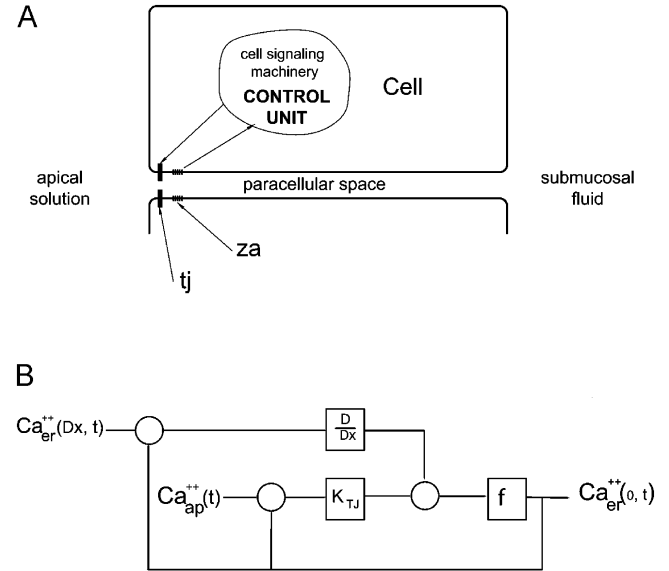 A
cell signaling
machinery
CONTROL
UNIT
Cell
apical
solution
paracellular space
submucosal
fluid
za
tj
B
Ca++er(Dx, t)
D
Dx
Ca++ap(t)
KTJ
f
Ca++er(0, t)